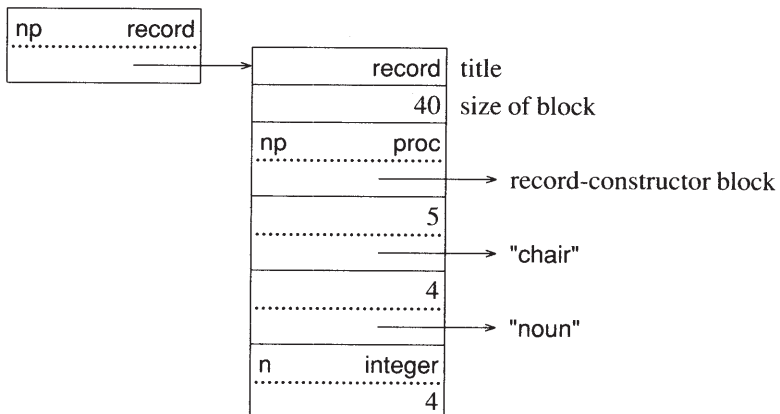 np record
record title
40 size of block
np proc
record-constructor block
5
"chair"
4
"noun"
n integer
4